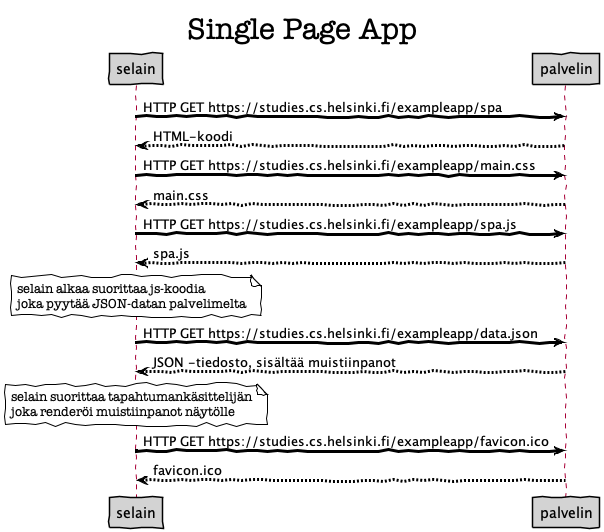 Single Page App
selain palvelin
HTTP GET https://studies.cs.helsinki.fi/exampleapp/spa
HTML-koodi
HTTP GET https://studies.cs.helsinki.fi/exampleapp/main.css
main.css
HTTP GET https://studies.cs.helsinki.fi/exampleapp/spa.js
spa.js
selain alkaa suorittaa js-koodia
joka pyytää JSON-datan palvelimelta
HTTP GET https://studies.cs.helsinki.fi/exampleapp/data.json
JSON -tiedosto, sisältää muistiinpanot
selain suorittaa tapahtumankäsittelijän
joka renderöi muistiinpanot näytölle
HTTP GET https://studies.cs.helsinki.fi/exampleapp/favicon.ico
favicon.ico
selain palvelin